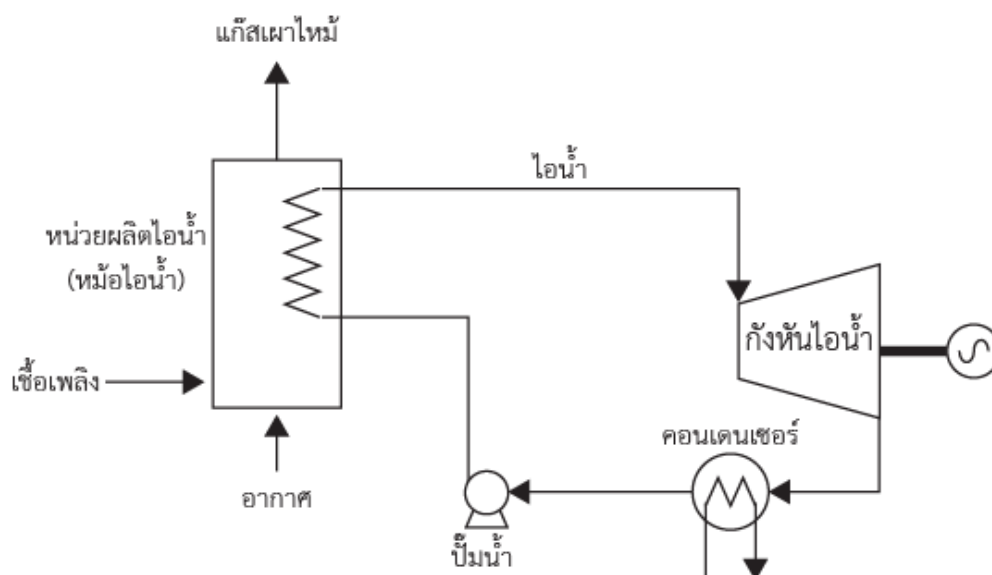 แก๊สเผาไหม้
ไอน้ำ
หน่วยผลิตไอน้ำ
(หม้อไอน้ำ)
กังหันไอน้ำ
เชื้อเพลิง
คอนเดนเซอร์
อากาศ
ปั๊มน้ำ